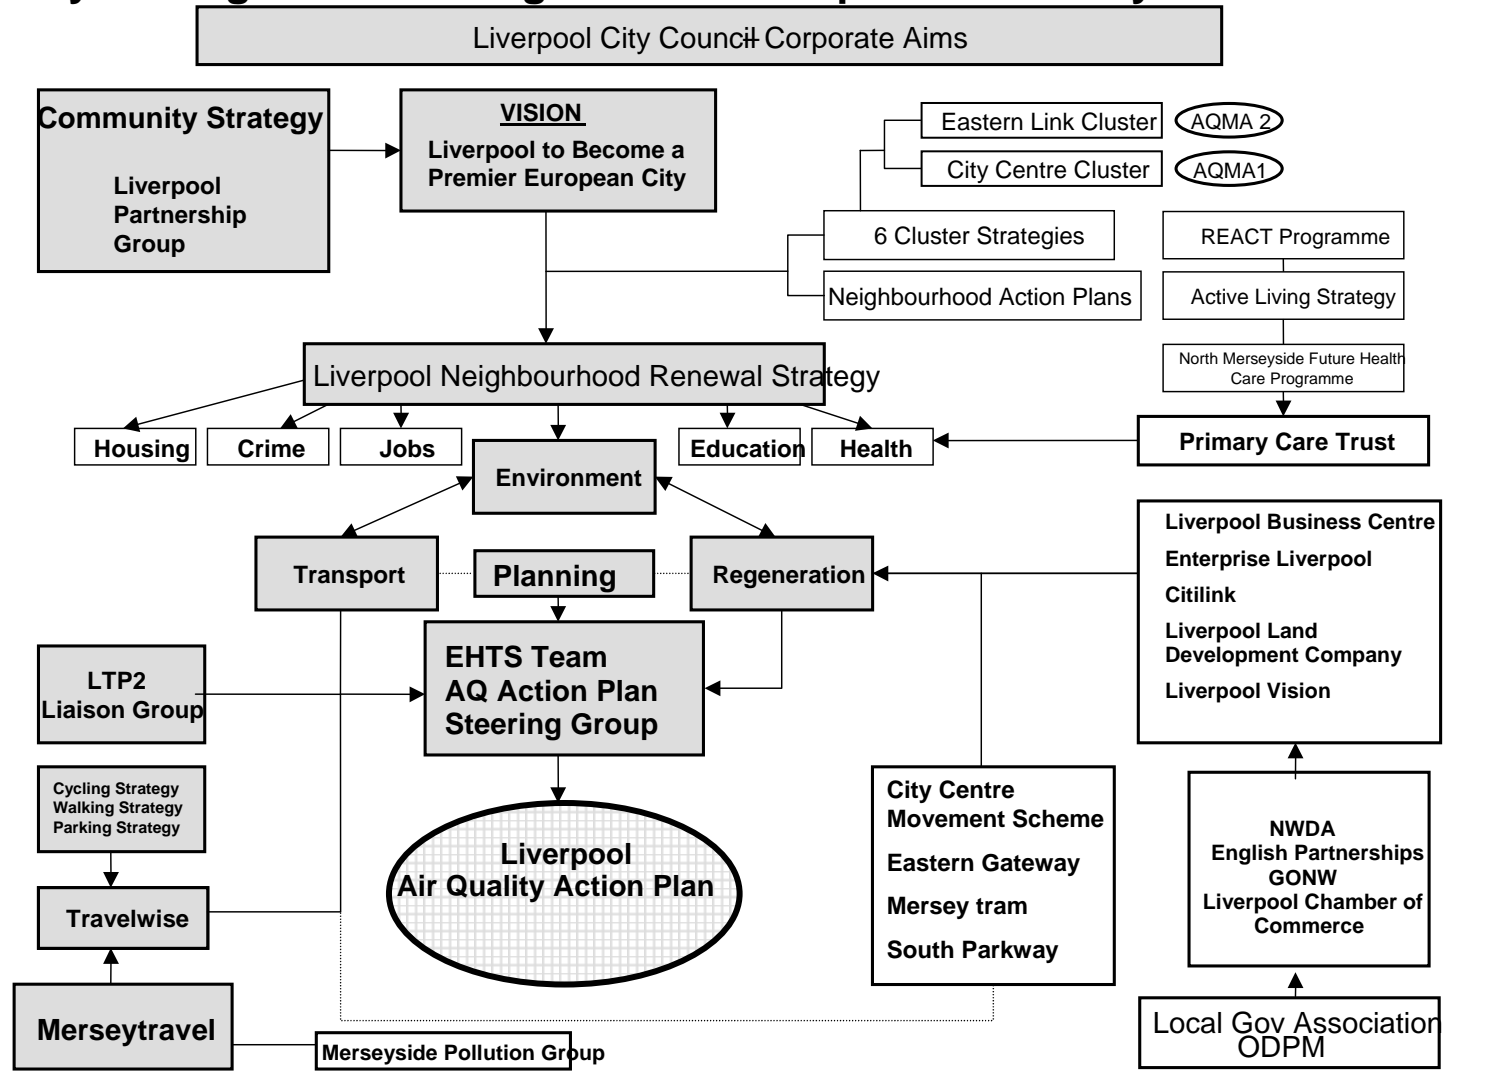 Liverpool City Council- Corporate Aims
Community Strategy
Liverpool
Partnership
Group
VISION
Liverpool to Become a
Premier European City
Eastern Link Cluster
AQMA 2
City Centre Cluster
AQMA1
6 Cluster Strategies
Neighbourhood Action Plans
REACT Programme
Active Living Strategy
North Merseyside Future Health
Care Programme
Primary Care Trust
Liverpool Neighbourhood Renewal Strategy
Housing
Crime
Jobs
Environment
Education
Health
Transport
Planning
Regeneration
Liverpool Business Centre
Enterprise Liverpool
Citilink
Liverpool Land
Development Company
Liverpool Vision
EHTS Team
AQ Action Plan
Steering Group
LTP2
Liaison Group
Cycling Strategy
Walking Strategy
Parking Strategy
Travelwise
Merseytravel
Merseyside Pollution Group
Liverpool
Air Quality Action Plan
City Centre
Movement Scheme
Eastern Gateway
Mersey tram
South Parkway
NWDA
English Partnerships
GONW
Liverpool Chamber of
Commerce
Local Gov Association
ODPM